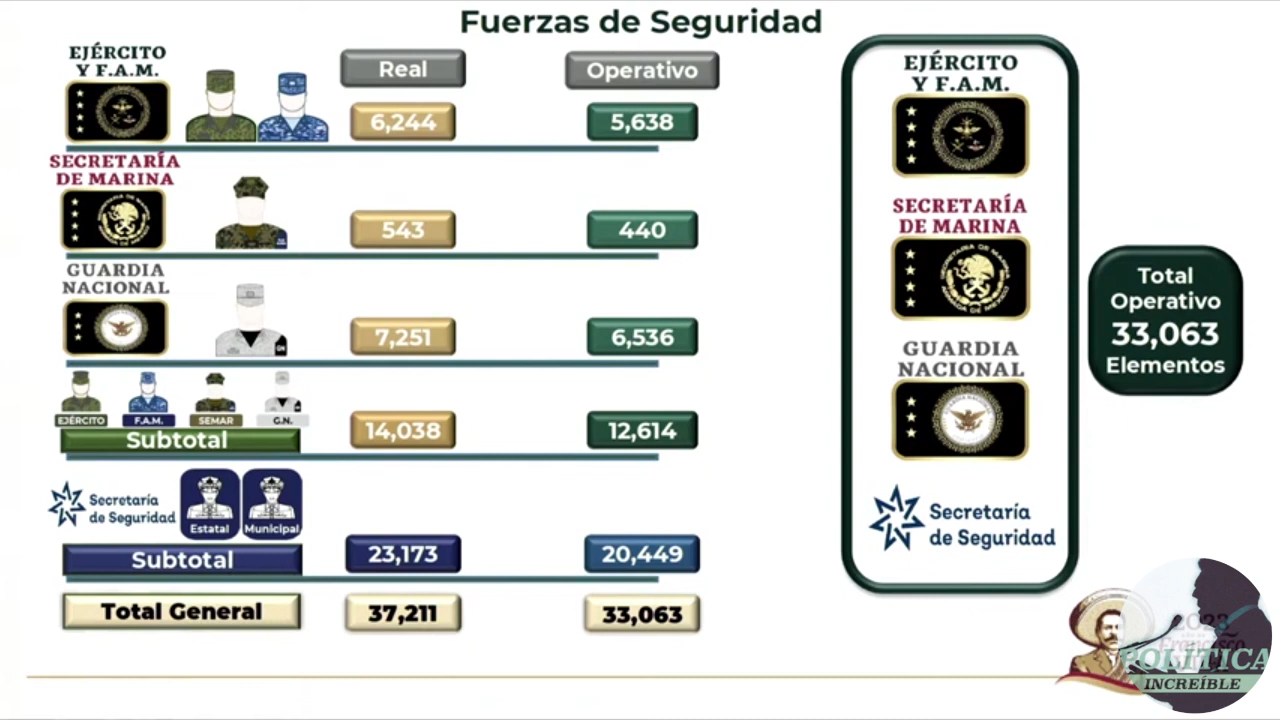 Fuerzas de Seguridad
EJÉRCITO
Y F.A.M.
Real
Operativo
6,244
5,638
SECRETARÍA
DE MARINA
543
440
GUARDIA
NACIONAL
7,251
6,536
EJÉRCITO
F.A.M.
SEMAR
G.N.
Subtotal
14,038
12,614
Secretaría
de Seguridad
Estatal
Municipal
Subtotal
23,173
20,449
Total General
37,211
33,063
EJÉRCITO
Y F.A.M.
SECRETARÍA
DE MARINA
GUARDIA
NACIONAL
Secretaría
de Seguridad
Total
Operativo
33,063
Elementos
2023
Francisco
POLÍTICA
INCREÍBLE